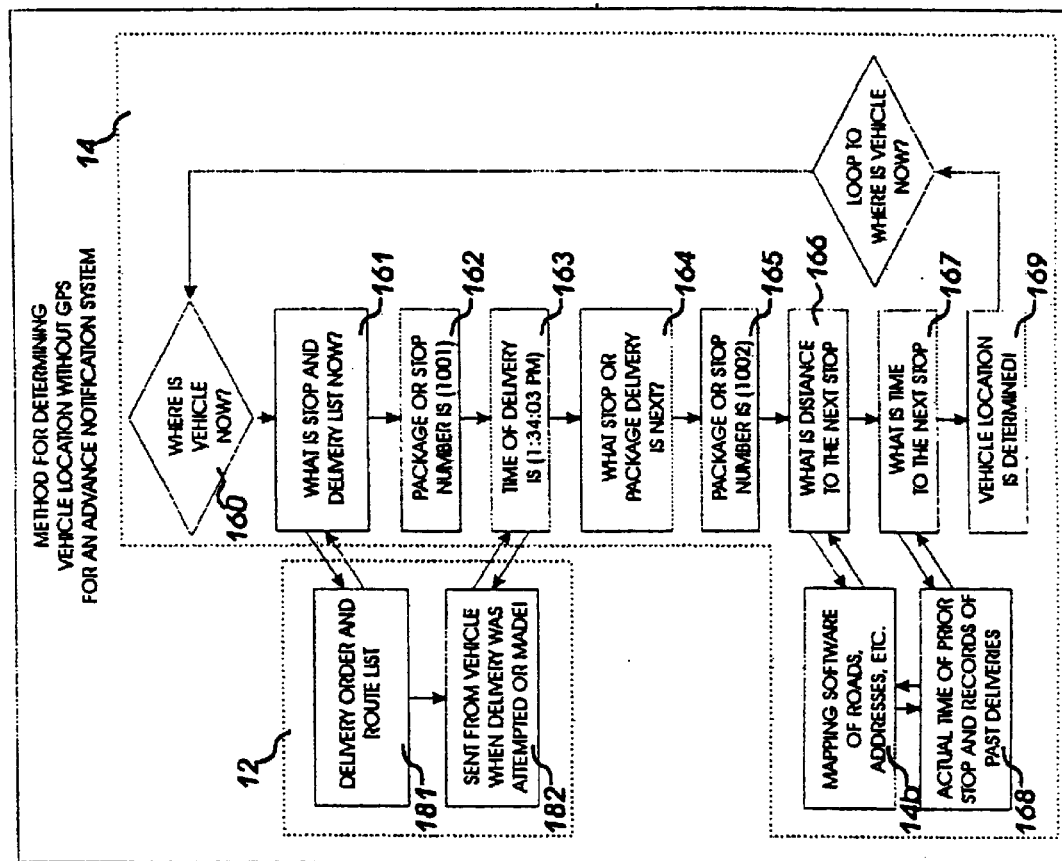 METHOD FOR DETERMINING
VEHICLE LOCATION WITHOUT GPS
FOR AN ADVANCE NOTIFICATION SYSTEM
14
WHERE IS
VEHICLE
NOW?
160
WHAT IS STOP AND
DELIVERY LIST NOW?
161
PACKAGE OR STOP
NUMBER IS (1001)
162
TIME OF DELIVERY
IS (1:34:03 PM)
163
WHAT STOP OR
PACKAGE DELIVERY
IS NEXT?
164
PACKAGE OR STOP
NUMBER IS (1002)
165
WHAT IS DISTANCE
TO THE NEXT STOP
166
WHAT IS TIME
TO THE NEXT STOP
167
VEHICLE LOCATION
IS DETERMINED!
169
LOOP TO
WHERE IS VEHICLE
NOW?
12
DELIVERY ORDER AND
ROUTE LIST
181
SENT FROM VEHICLE
WHEN DELIVERY WAS
ATTEMPTED OR MADE!
182
MAPPING SOFTWARE
OF ROADS,
ADDRESSES, ETC.
14b
ACTUAL TIME OF PRIOR
STOP AND RECORDS OF
PAST DELIVERIES
168